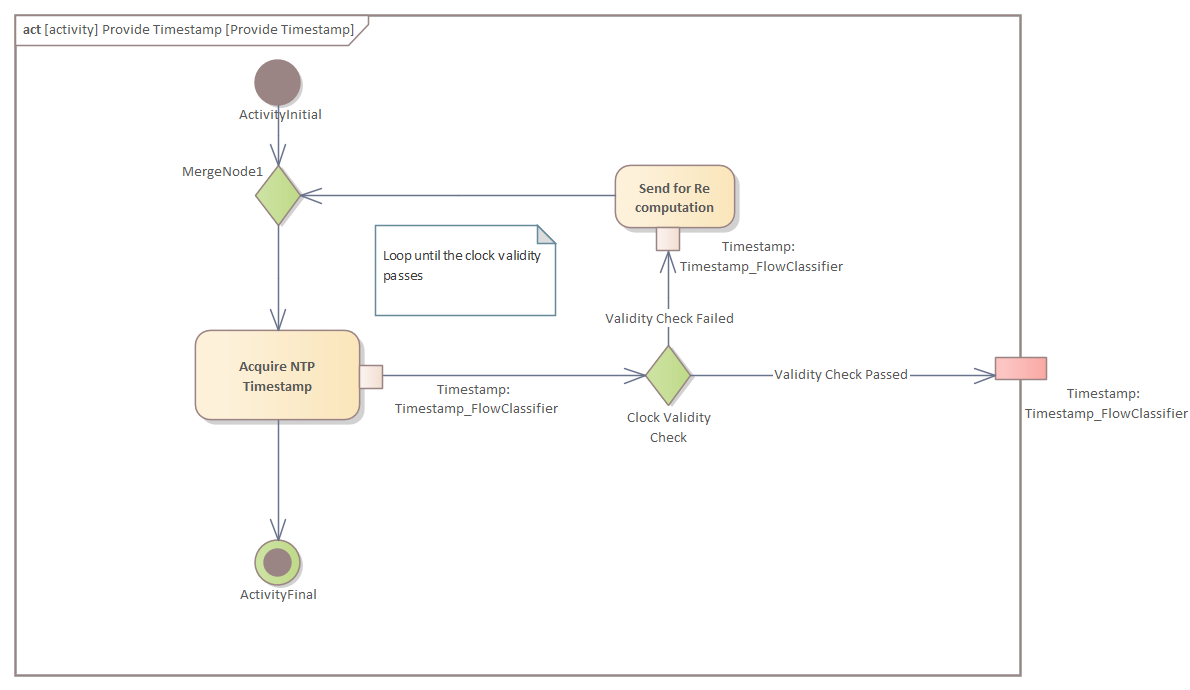 act [activity] Provide Timestamp [Provide Timestamp]
ActivityInitial
MergeNode1
Send for Re
computation
Timestamp:
Timestamp_FlowClassifier
Loop until the clock validity
passes
Validity Check Failed
Acquire NTP
Timestamp
Timestamp:
Timestamp_FlowClassifier
Clock Validity
Check
Validity Check Passed
Timestamp:
Timestamp_FlowClassifier
ActivityFinal